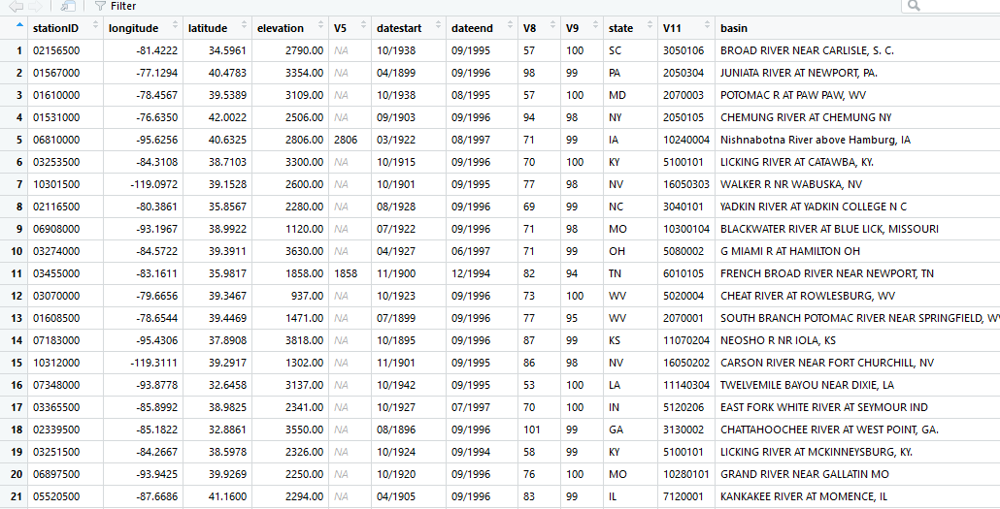 Filter
stationID longitude latitude elevation V5 datestart dateend V8 V9 state V11 basin
1 02156500 -81.4222 34.5961 2790.00 NA 10/1938 09/1995 57 100 SC 3050106 BROAD RIVER NEAR CARLISLE, S. C.
2 01567000 -77.1294 40.4783 3354.00 NA 04/1899 09/1996 98 99 PA 2050304 JUNIATA RIVER AT NEWPORT, PA.
3 01610000 -78.4567 39.5389 3109.00 NA 10/1938 08/1995 57 100 MD 2070003 POTOMAC R AT PAW PAW, WV
4 01531000 -76.6350 42.0022 2506.00 NA 09/1903 09/1996 94 98 NY 2050105 CHEMUNG RIVER AT CHEMUNG NY
5 06810000 -95.6256 40.6325 2806.00 2806 03/1922 08/1997 71 99 IA 10240004 Nishnabotna River above Hamburg, IA
6 03253500 -84.3108 38.7103 3300.00 NA 10/1915 09/1996 70 100 KY 5100101 LICKING RIVER AT CATAWBA, KY.
7 10301500 -119.0972 39.1528 2600.00 NA 10/1901 09/1995 77 98 NV 16050303 WALKER R NR WABUSKA, NV
8 02116500 -80.3861 35.8567 2280.00 NA 08/1928 09/1996 69 99 NC 3040101 YADKIN RIVER AT YADKIN COLLEGE N C
9 06908000 -93.1967 38.9922 1120.00 NA 07/1922 09/1996 71 98 MO 10300104 BLACKWATER RIVER AT BLUE LICK, MISSOURI
10 03274000 -84.5722 39.3911 3630.00 NA 04/1927 06/1997 71 99 OH 5080002 G MIAMI R AT HAMILTON OH
11 03455000 -83.1611 35.9817 1858.00 1858 11/1900 12/1994 82 94 TN 6010105 FRENCH BROAD RIVER NEAR NEWPORT, TN
12 03070000 -79.6656 39.3467 937.00 NA 10/1923 09/1996 73 100 WV 5020004 CHEAT RIVER AT ROWLESBURG, WV
13 01608500 -78.6544 39.4469 1471.00 NA 07/1899 09/1996 77 95 WV 2070001 SOUTH BRANCH POTOMAC RIVER NEAR SPRINGFIELD, WV
14 07183000 -95.4306 37.8908 3818.00 NA 10/1895 09/1996 87 99 KS 11070204 NEOSHO R NR IOLA, KS
15 10312000 -119.3111 39.2917 1302.00 NA 11/1901 09/1995 86 98 NV 16050202 CARSON RIVER NEAR FORT CHURCHILL, NV
16 07348000 -93.8778 32.6458 3137.00 NA 10/1942 09/1995 53 100 LA 11140304 TWELVEMILE BAYOU NEAR DIXIE, LA
17 03365500 -85.8992 38.9825 2341.00 NA 10/1927 07/1997 70 100 IN 5120206 EAST FORK WHITE RIVER AT SEYMOUR IND
18 02339500 -85.1822 32.8861 3550.00 NA 08/1896 09/1996 101 99 GA 3130002 CHATTAHOOCHEE RIVER AT WEST POINT, GA.
19 03251500 -84.2667 38.5978 2326.00 NA 10/1924 09/1994 58 99 KY 5100101 LICKING RIVER AT MCKINNEYSBURG, KY.
20 06897500 -93.9425 39.9269 2250.00 NA 10/1920 09/1996 76 100 MO 10280101 GRAND RIVER NEAR GALLATIN MO
21 05520500 -87.6686 41.1600 2294.00 NA 04/1905 09/1996 83 99 IL 7120001 KANKAKEE RIVER AT MOMENCE, IL